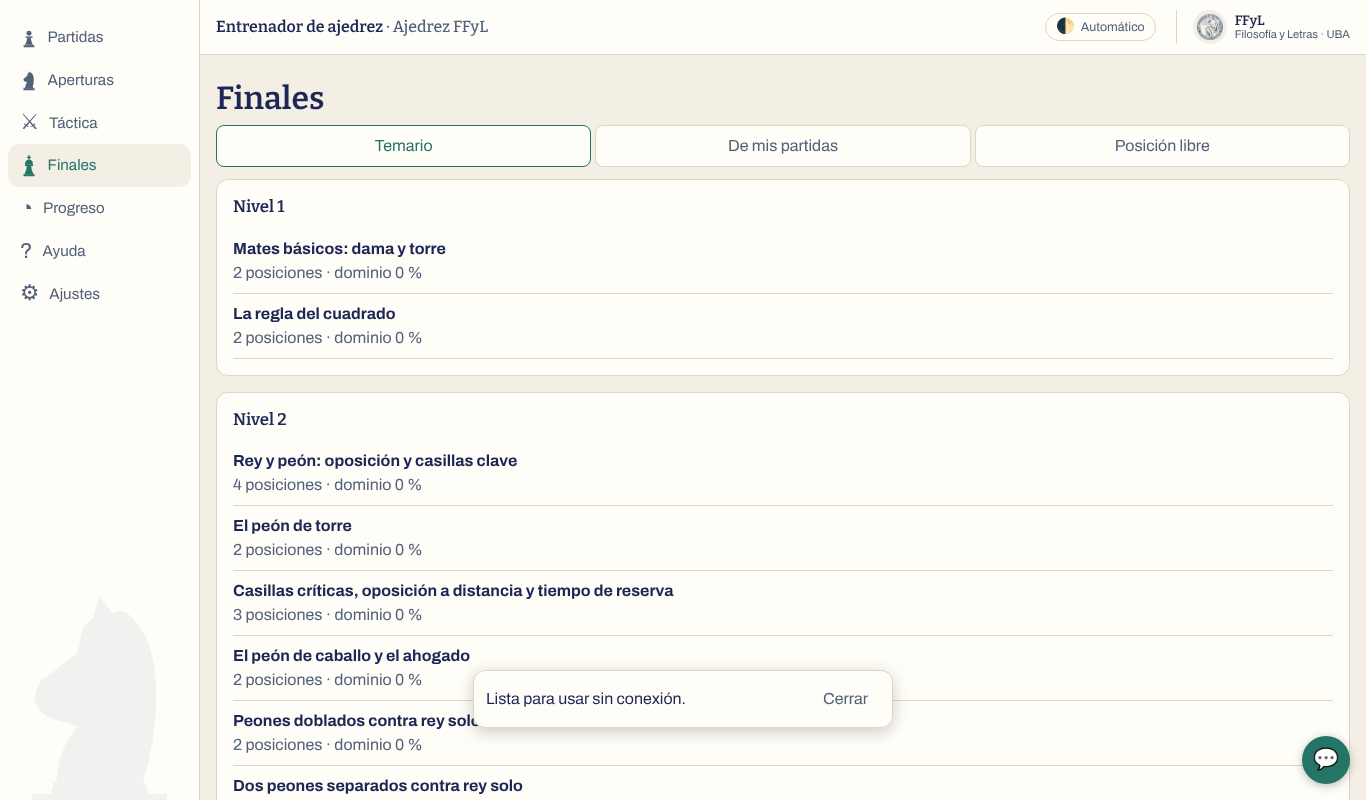 Partidas
Aperturas
Táctica
Finales
Progreso
? Ayuda
Ajustes
Entrenador de ajedrez · Ajedrez FFyL
Automático
FFyL
Filosofía y Letras · UBA
Finales
Temario
De mis partidas
Posición libre
Nivel 1
Mates básicos: dama y torre
2 posiciones · dominio 0 %
La regla del cuadrado
2 posiciones · dominio 0 %
Nivel 2
Rey y peón: oposición y casillas clave
4 posiciones · dominio 0 %
El peón de torre
2 posiciones · dominio 0 %
Casillas críticas, oposición a distancia y tiempo de reserva
3 posiciones · dominio 0 %
El peón de caballo y el ahogado
2 posiciones · dominio 0 %
Lista para usar sin conexión.
Cerrar
Peones doblados contra rey solo
2 posiciones · dominio 0 %
Dos peones separados contra rey solo